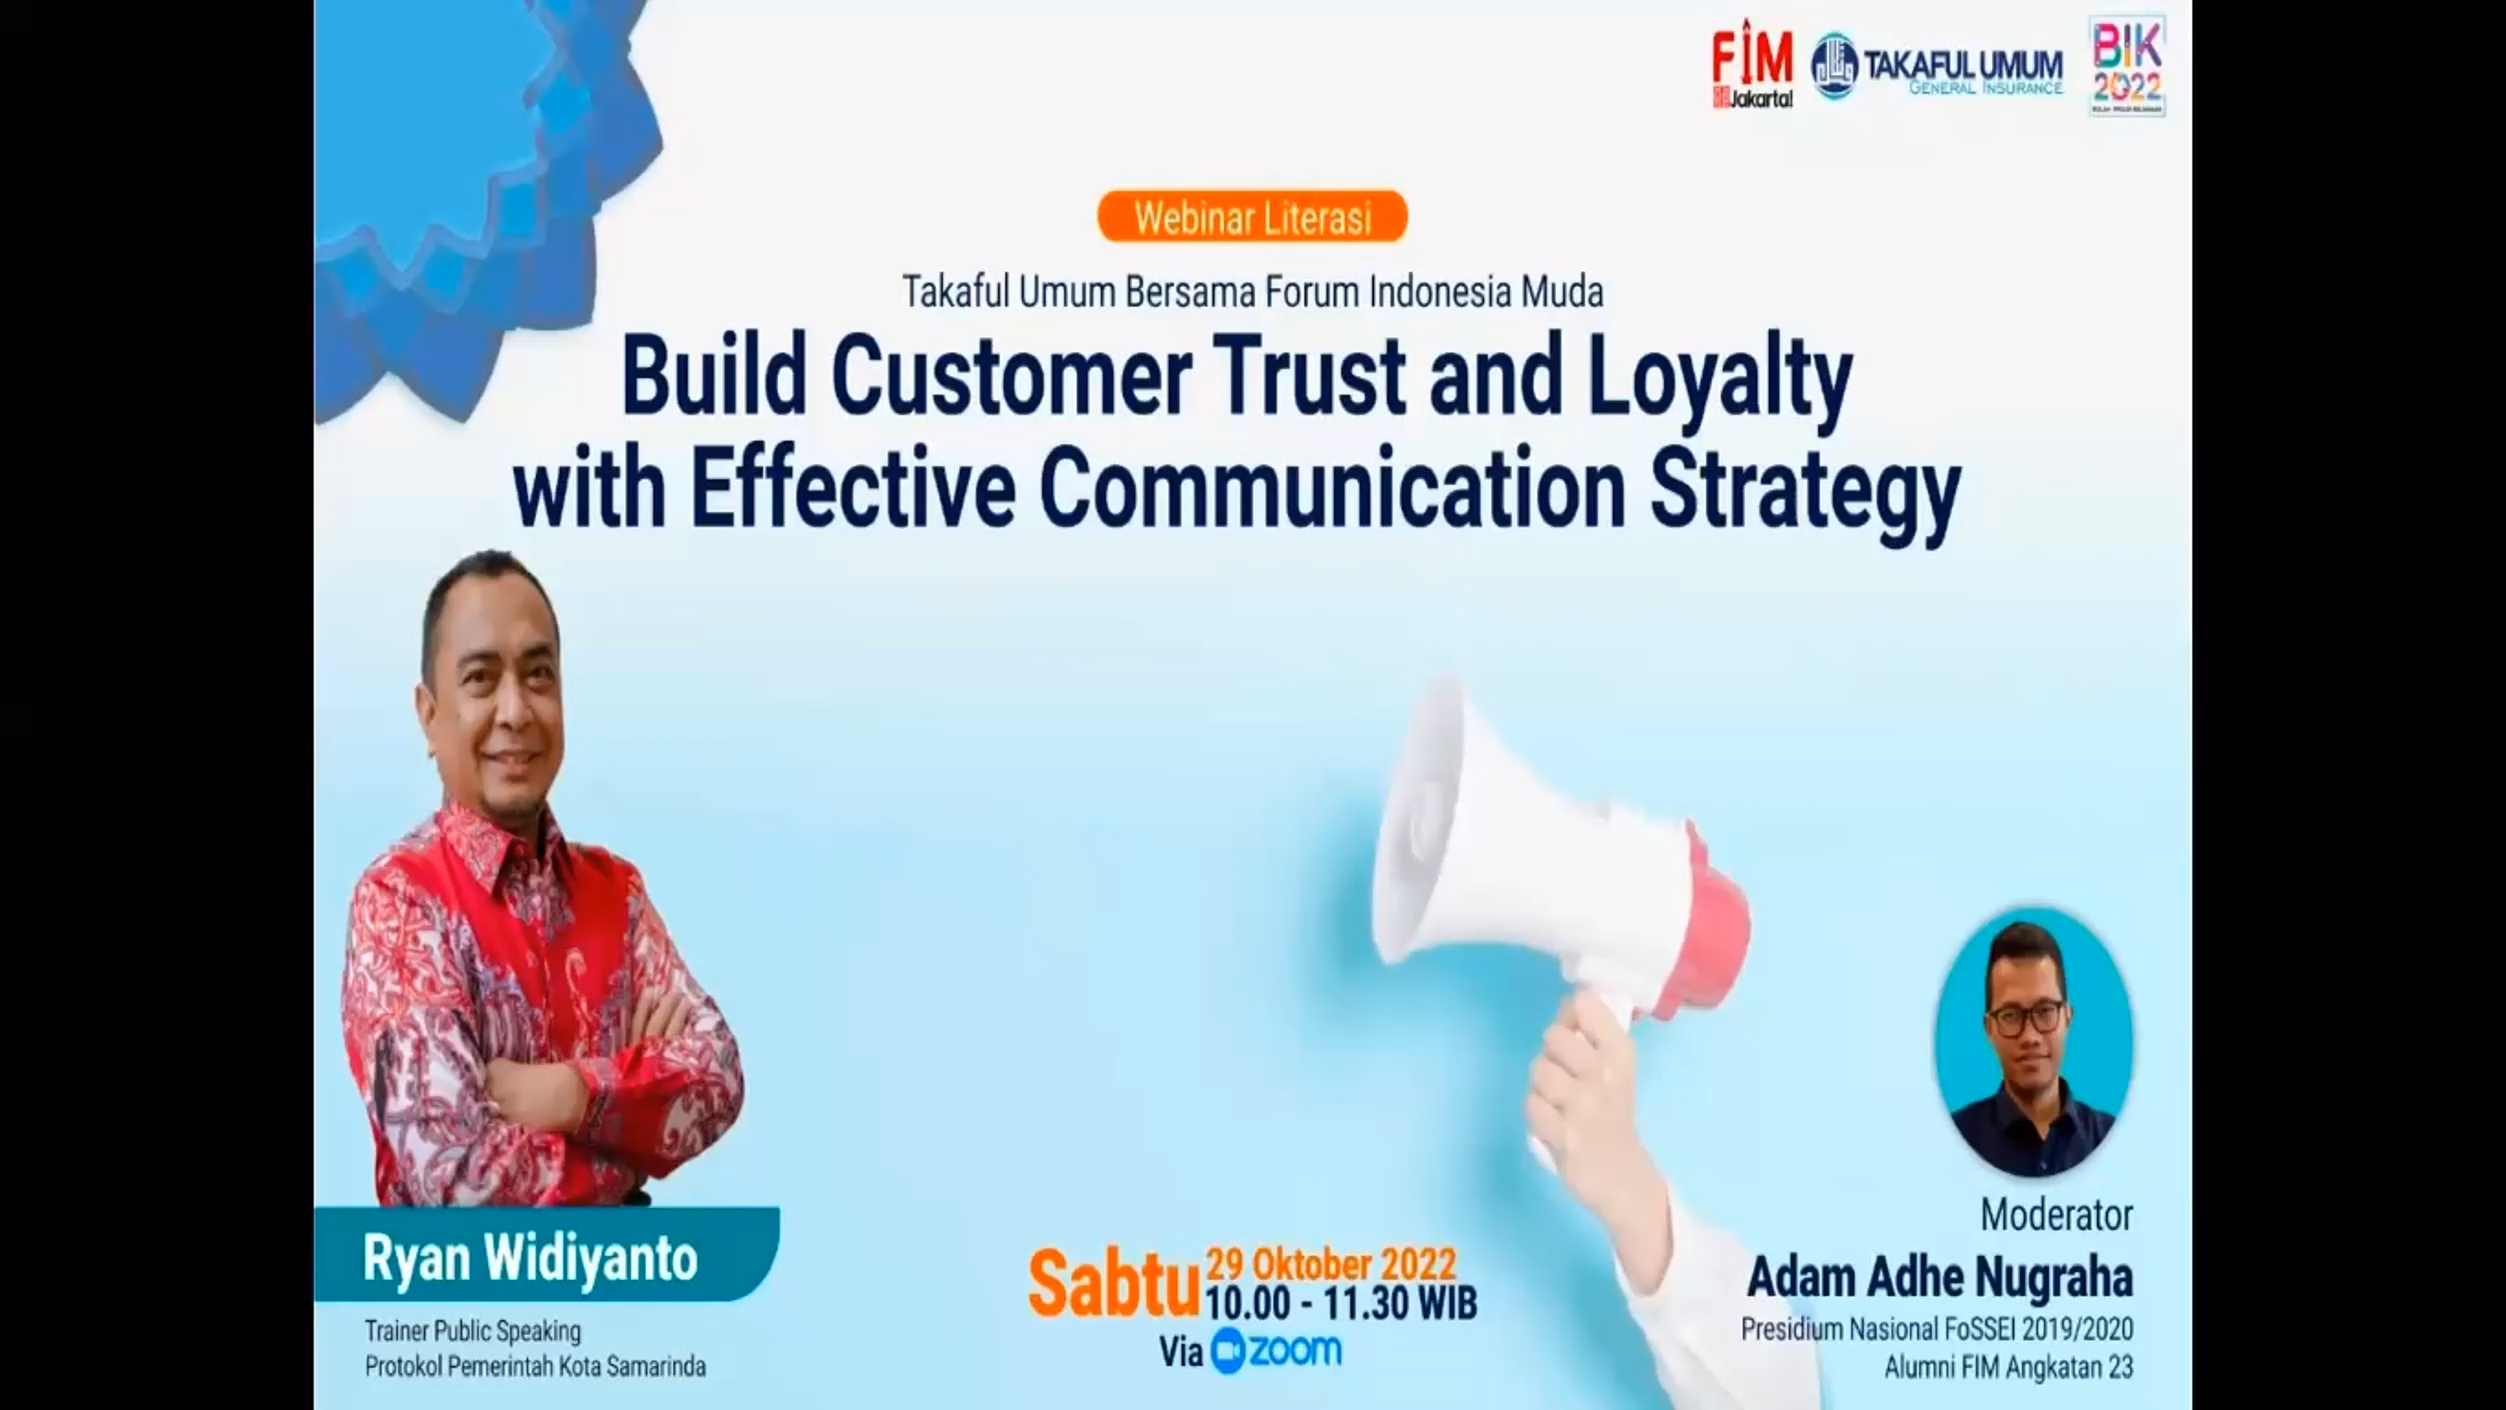 FIM
Jakarta!
TAKAFUL UMUM
GENERAL INSURANCE
BIK
2022
Webinar Literasi
Takaful Umum Bersama Forum Indonesia Muda
Build Customer Trust and Loyalty
with Effective Communication Strategy
Ryan Widiyanto
Trainer Public Speaking
Protokol Pemerintah Kota Samarinda
Sabtu 29 Oktober 2022
10.00 - 11.30 WIB
Via zoom
Moderator
Adam Adhe Nugraha
Presidium Nasional FoSSEI 2019/2020
Alumni FIM Angkatan 23